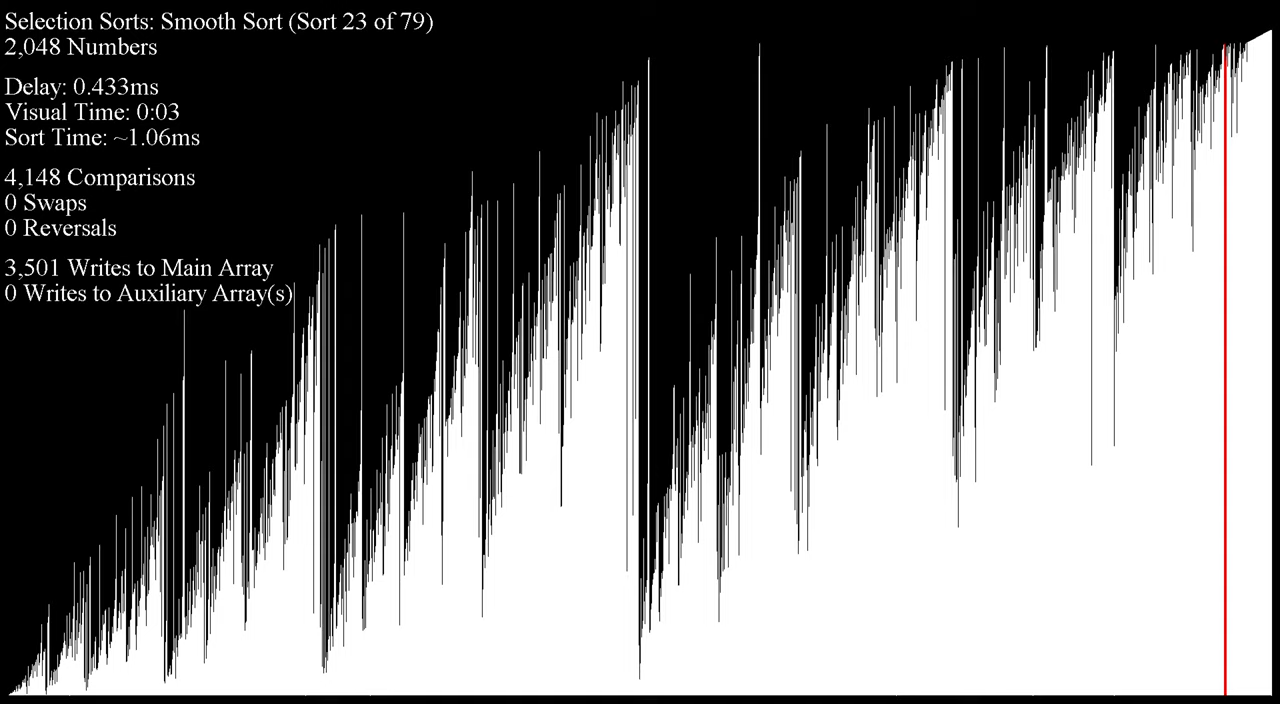 Selection Sorts: Smooth Sort (Sort 23 of 79)
2,048 Numbers
Delay: 0.433ms
Visual Time: 0:03
Sort Time: ~1.06ms
4,148 Comparisons
0 Swaps
0 Reversals
3,501 Writes to Main Array
0 Writes to Auxiliary Array(s)